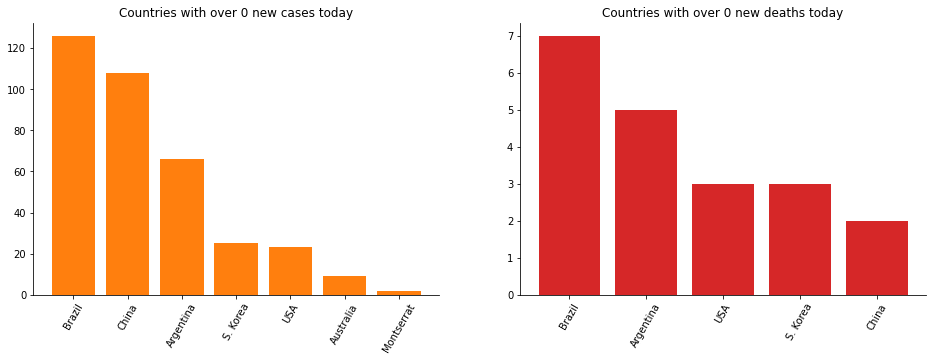 Countries with over 0 new cases today
120
100
80
60
40
20
0
Brazil
China
Argentina
S. Korea
USA
Australia
Montserrat
Countries with over 0 new deaths today
7
6
5
4
3
2
1
0
Brazil
Argentina
USA
S. Korea
China